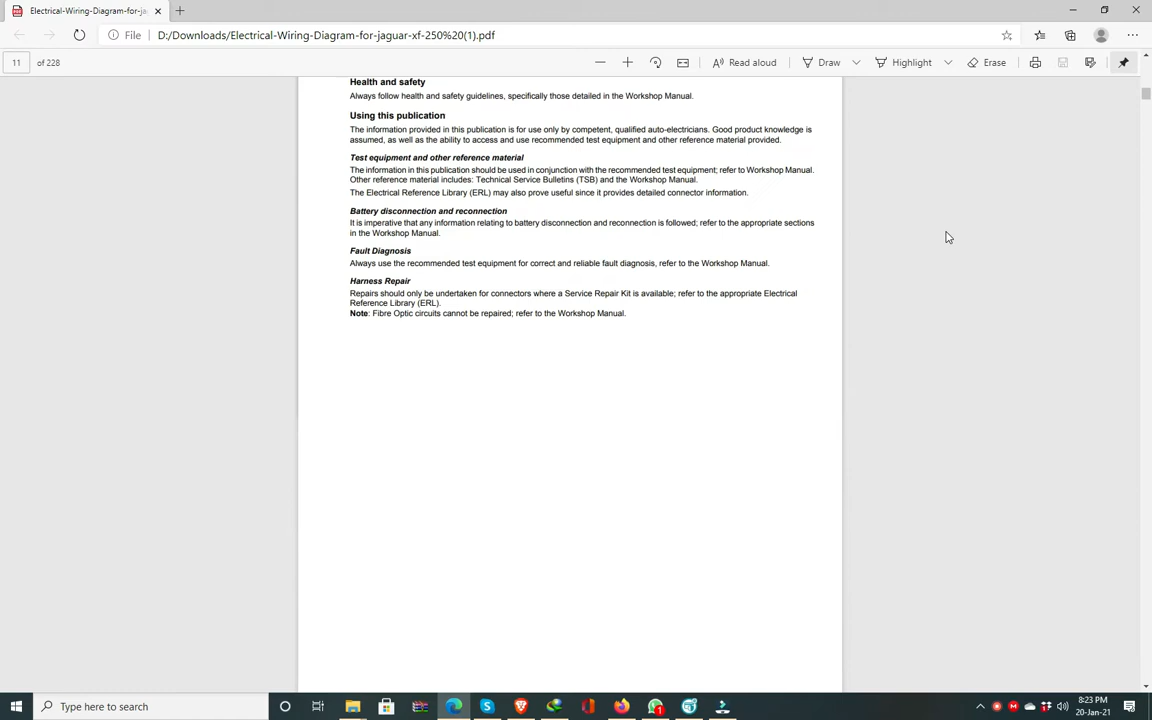 Electrical-Wiring-Diagram-for-ja
File
D:/Downloads/Electrical-Wiring-Diagram-for-jaguar-xf-250%20(1).pdf
11 of 228
Read aloud
Draw
Highlight
Erase
Health and safety
Always follow health and safety guidelines, specifically those detailed in the Workshop Manual.
Using this publication
The information provided in this publication is for use only by competent, qualified auto-electricians. Good product knowledge is
assumed, as well as the ability to access and use recommended test equipment and other reference material provided.
Test equipment and other reference material
The information in this publication should be used in conjunction with the recommended test equipment; refer to Workshop Manual.
Other reference material includes: Technical Service Bulletins (TSB) and the Workshop Manual.
The Electrical Reference Library (ERL) may also prove useful since it provides detailed connector information.
Battery disconnection and reconnection
It is imperative that any information relating to battery disconnection and reconnection is followed; refer to the appropriate sections
in the Workshop Manual.
Fault Diagnosis
Always use the recommended test equipment for correct and reliable fault diagnosis, refer to the Workshop Manual.
Harness Repair
Repairs should only be undertaken for connectors where a Service Repair Kit is available; refer to the appropriate Electrical
Reference Library (ERL).
Note: Fibre Optic circuits cannot be repaired; refer to the Workshop Manual.
Type here to search
8:23 PM
20-Jan-21